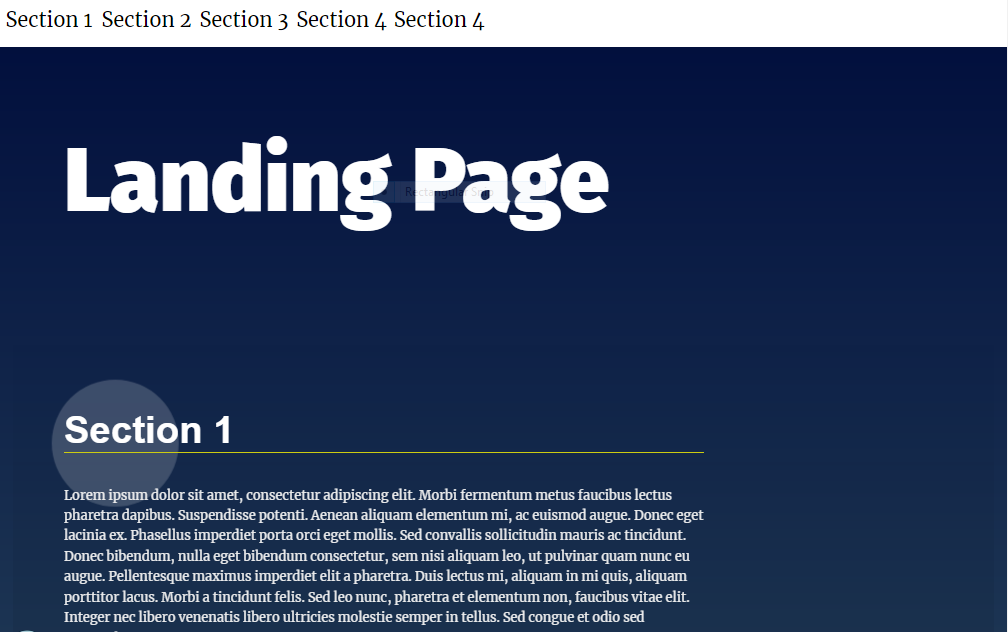 Section 1 Section 2 Section 3 Section 4 Section 4
Landing Page
Rectangular Snip
Section 1
Lorem ipsum dolor sit amet, consectetur adipiscing elit. Morbi fermentum metus faucibus lectus
pharetra dapibus. Suspendisse potenti. Aenean aliquam elementum mi, ac euismod augue. Donec eget
lacinia ex. Phasellus imperdiet porta orci eget mollis. Sed convallis sollicitudin mauris ac tincidunt.
Donec bibendum, nulla eget bibendum consectetur, sem nisi aliquam leo, ut pulvinar quam nunc eu
augue. Pellentesque maximus imperdiet elit a pharetra. Duis lectus mi, aliquam in mi quis, aliquam
porttitor lacus. Morbi a tincidunt felis. Sed leo nunc, pharetra et elementum non, faucibus vitae elit.
Integer nec libero venenatis libero ultricies molestie semper in tellus. Sed congue et odio sed